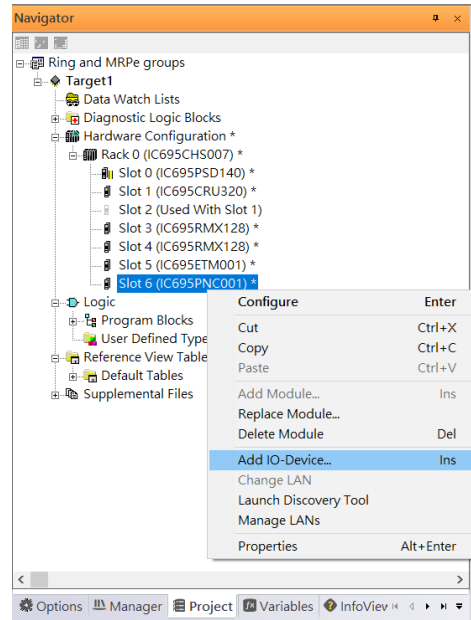 Navigator
Ring and MRPe groups
Target1
Data Watch Lists
Diagnostic Logic Blocks
Hardware Configuration *
Rack 0 (IC695CHS007) *
Slot 0 (IC695PSD140) *
Slot 1 (IC695CRU320) *
Slot 2 (Used With Slot 1)
Slot 3 (IC695RMX128) *
Slot 4 (IC695RMX128) *
Slot 5 (IC695ETM001) *
Slot 6 (IC695PNC001) *
Logic
Program Blocks
User Defined Type
Reference View Table
Default Tables
Supplemental Files
Configure Enter
Cut Ctrl+X
Copy Ctrl+C
Paste Ctrl+V
Add Module... Ins
Replace Module...
Delete Module Del
Add IO-Device... Ins
Change LAN
Launch Discovery Tool
Manage LANs
Properties Alt+Enter
Options Manager Project Variables InfoView